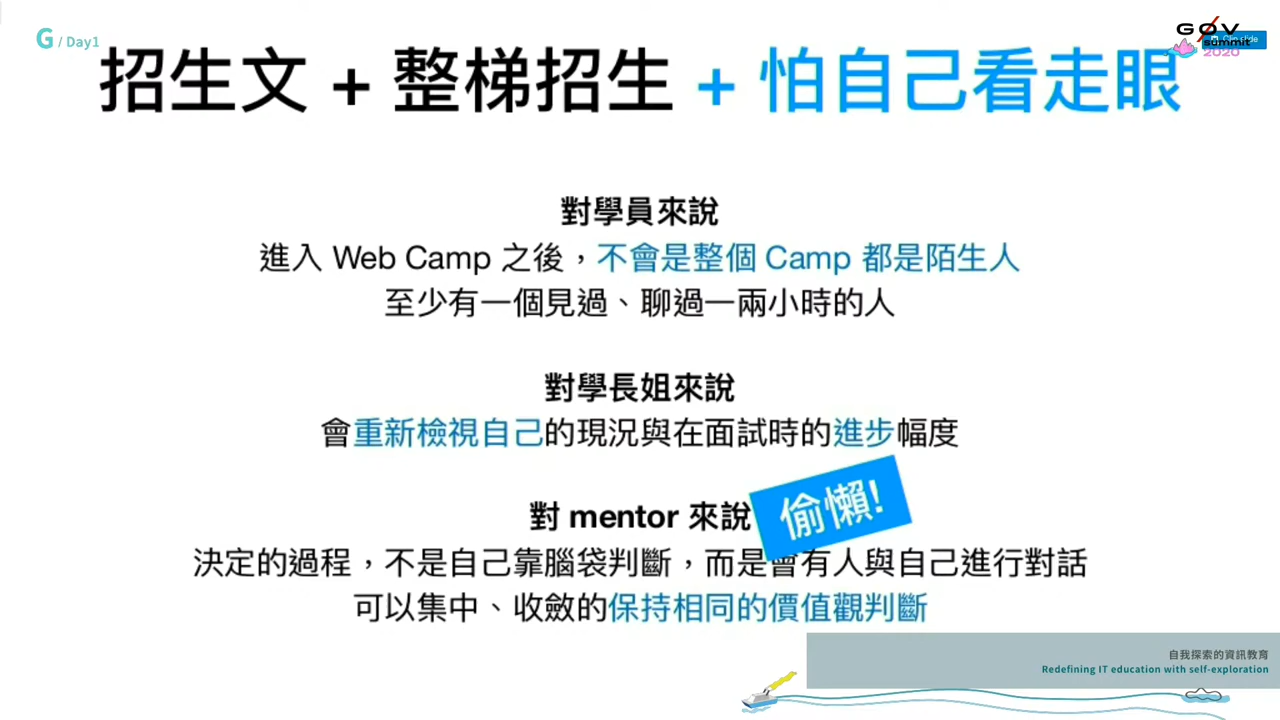 G / Day1
GØV
summit
2020
Clip slide
招生文 + 整梯招生 + 怕自己看走眼
對學員來說
進入 Web Camp 之後，不會是整個 Camp 都是陌生人
至少有一個見過、聊過一兩小時的人
對學長姐來說
會重新檢視自己的現況與在面試時的進步幅度
對 mentor 來說
偷懶!
決定的過程，不是自己靠腦袋判斷，而是會有人與自己進行對話
可以集中、收斂的保持相同的價值觀判斷
自我探索的資訊教育
Redefining IT education with self-exploration